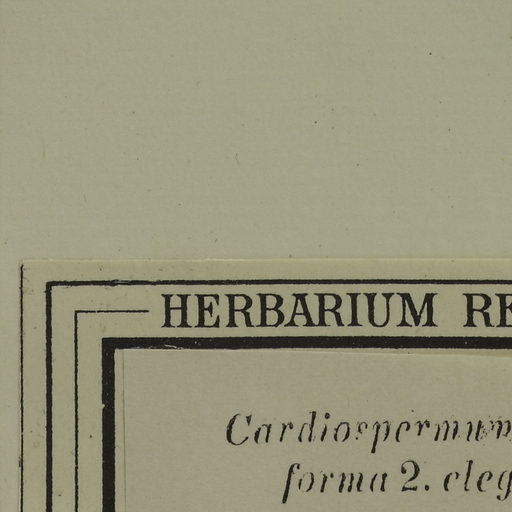 HERBARIUM RE
Cardiospermum
forma 2. eleg